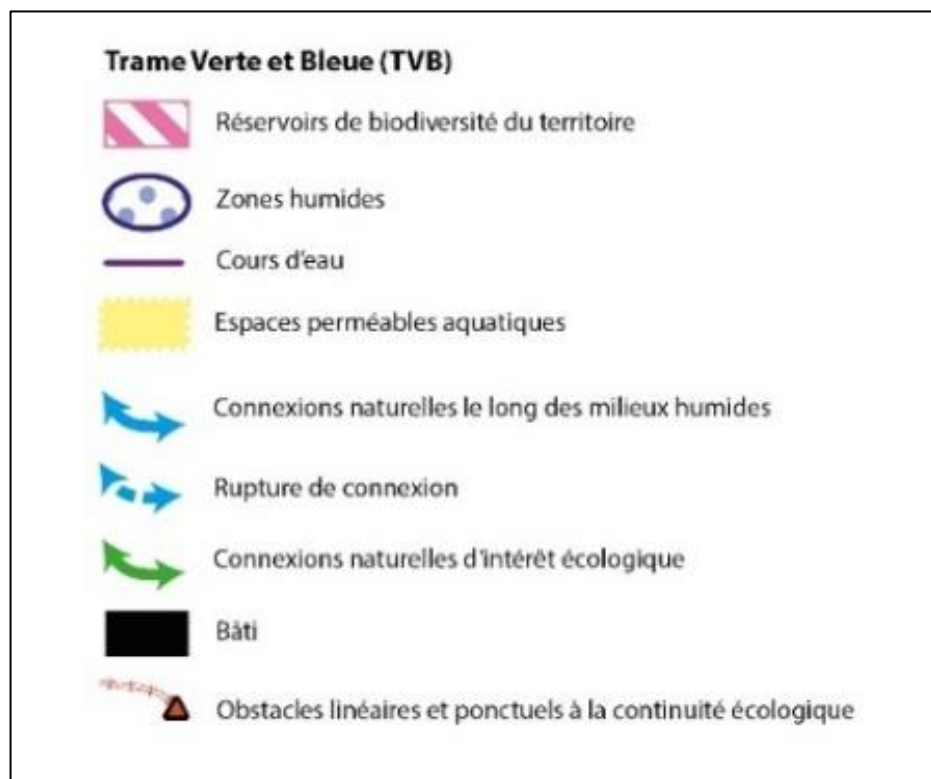 Trame Verte et Bleue (TVB)
Réservoirs de biodiversité du territoire
Zones humides
Cours d'eau
Espaces perméables aquatiques
Connexions naturelles le long des milieux humides
Rupture de connexion
Connexions naturelles d'intérêt écologique
Bâti
Obstacles linéaires et ponctuels à la continuité écologique